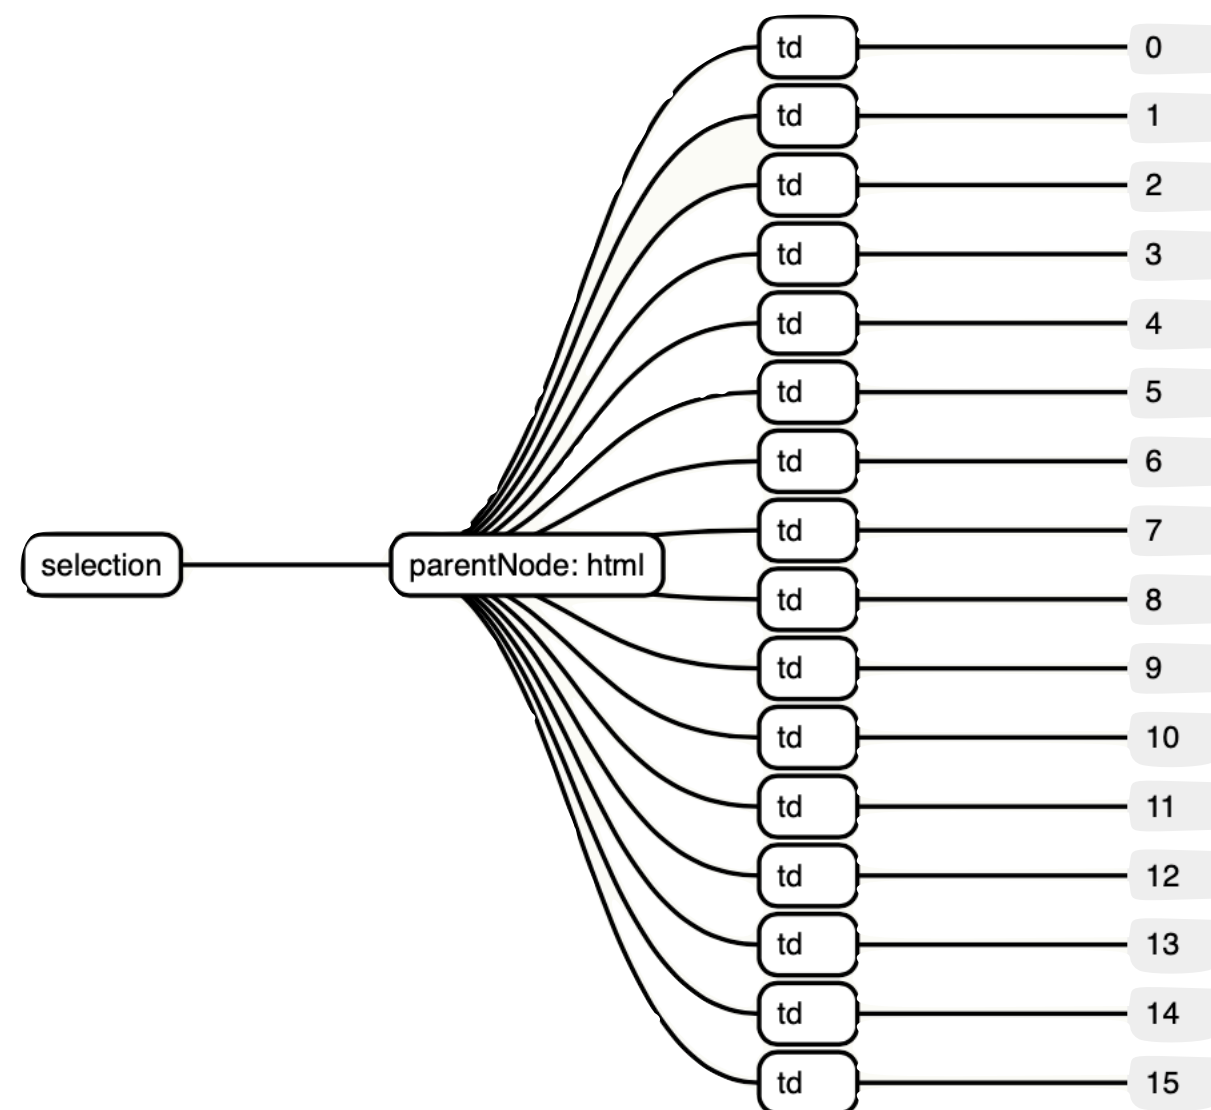 td 0
td 1
td 2
td 3
td 4
td 5
td 6
td 7
selection parentNode: html
td 8
td 9
td 10
td 11
td 12
td 13
td 14
td 15